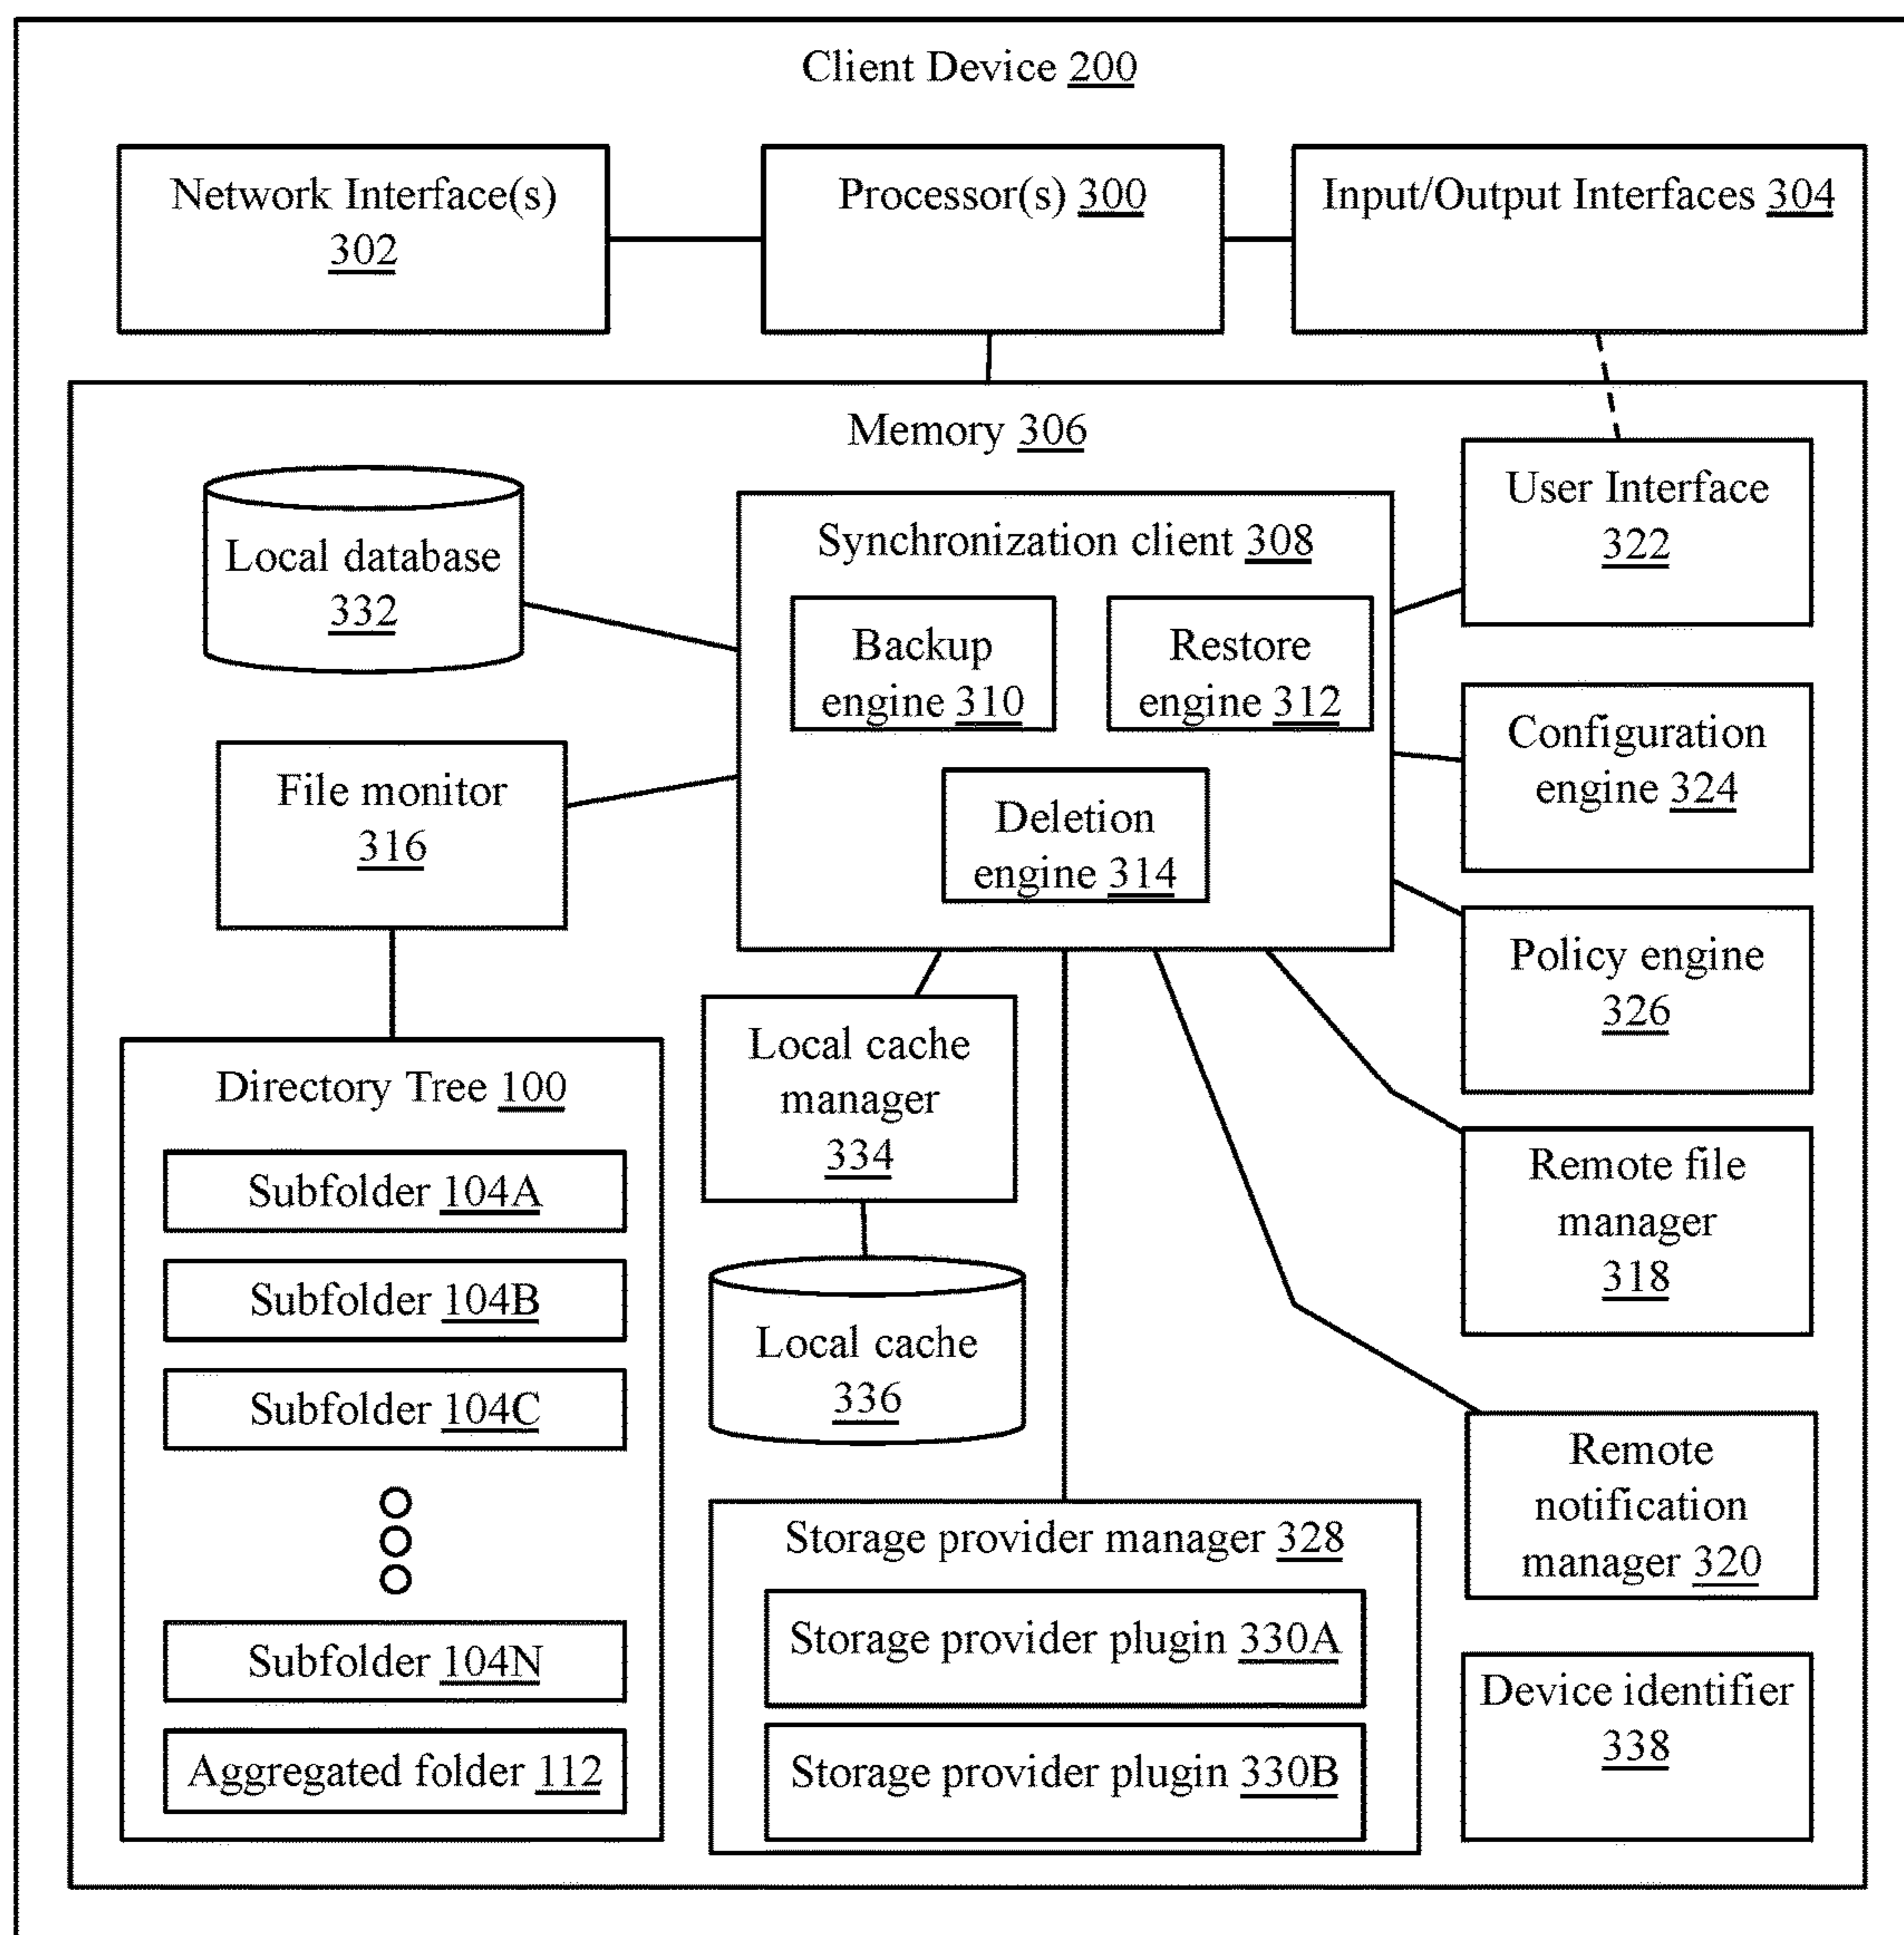 Client Device 200
Network Interface(s)
302
Processor(s) 300
Input/Output Interfaces 304
Memory 306
Local database
332
Synchronization client 308
Backup
engine 310
Restore
engine 312
Deletion
engine 314
User Interface
322
Configuration
engine 324
File monitor
316
Policy engine
326
Directory Tree 100
Subfolder 104A
Subfolder 104B
Subfolder 104C
Subfolder 104N
Aggregated folder 112
Local cache
manager
334
Local cache
336
Remote file
manager
318
Remote
notification
manager 320
Storage provider manager 328
Storage provider plugin 330A
Storage provider plugin 330B
Device identifier
338